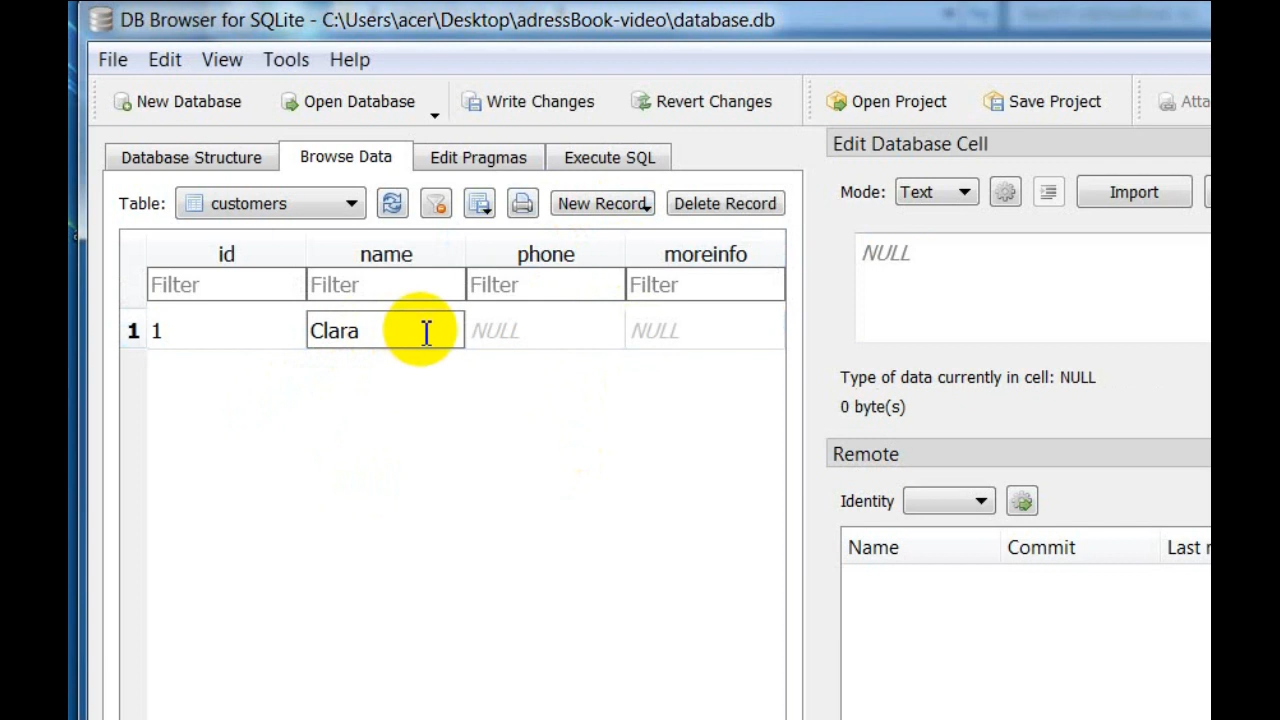 DB Browser for SQLite - C:\Users\acer\Desktop\adressBook-video\database.db
File Edit View Tools Help
New Database Open Database Write Changes Revert Changes Open Project Save Project Atta
Edit Database Cell
Database Structure Browse Data Edit Pragmas Execute SQL
Mode: Text Import
Table: customers New Record Delete Record
id name phone moreinfo
NULL
Filter Filter Filter Filter
1 1 Clara NULL NULL
Type of data currently in cell: NULL
0 byte(s)
Remote
Identity
Name Commit Last